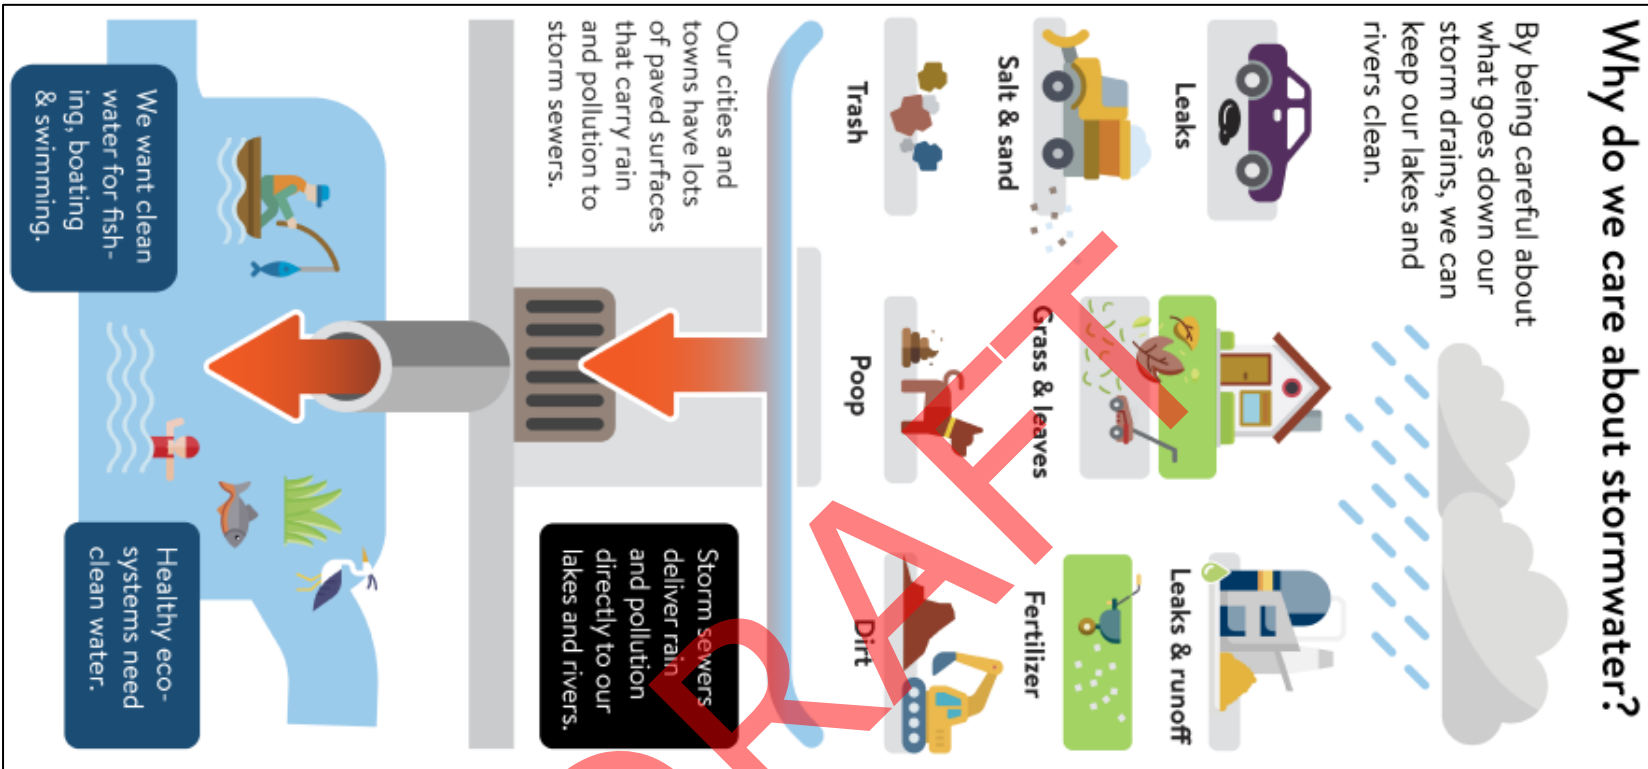 Why do we care about stormwater?
By being careful about
what goes down our
storm drains, we can
keep our lakes and
rivers clean.
Leaks
Leaks & runoff
Salt & sand
Grass & leaves
Fertilizer
Trash
Poop
Dirt
Our cities and
towns have lots
of paved surfaces
that carry rain
and pollution to
storm sewers.
Storm sewers
deliver rain
and pollution
directly to our
lakes and rivers.
We want clean
water for fish-
ing, boating
& swimming.
Healthy eco-
systems need
clean water.
DRAFT